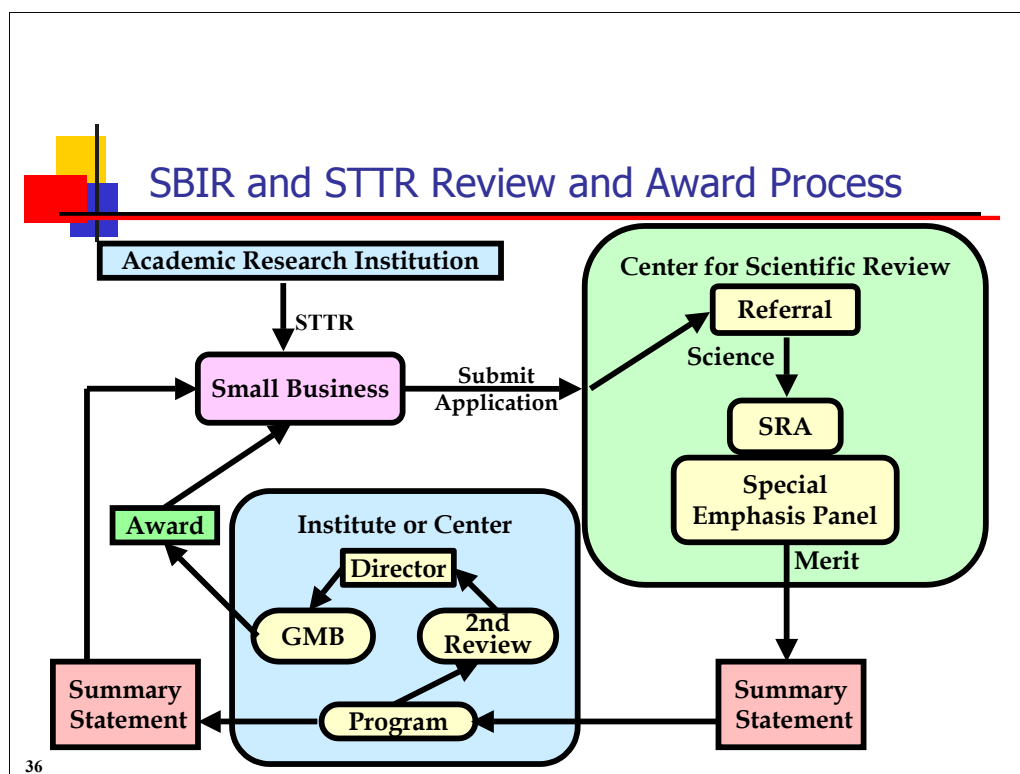 SBIR and STTR Review and Award Process
Academic Research Institution
STTR
Small Business
Submit
Application
Center for Scientific Review
Referral
Science
SRA
Special
Emphasis Panel
Merit
Award
Institute or Center
Director
GMB
2nd
Review
Program
Summary
Statement
Summary
Statement
36